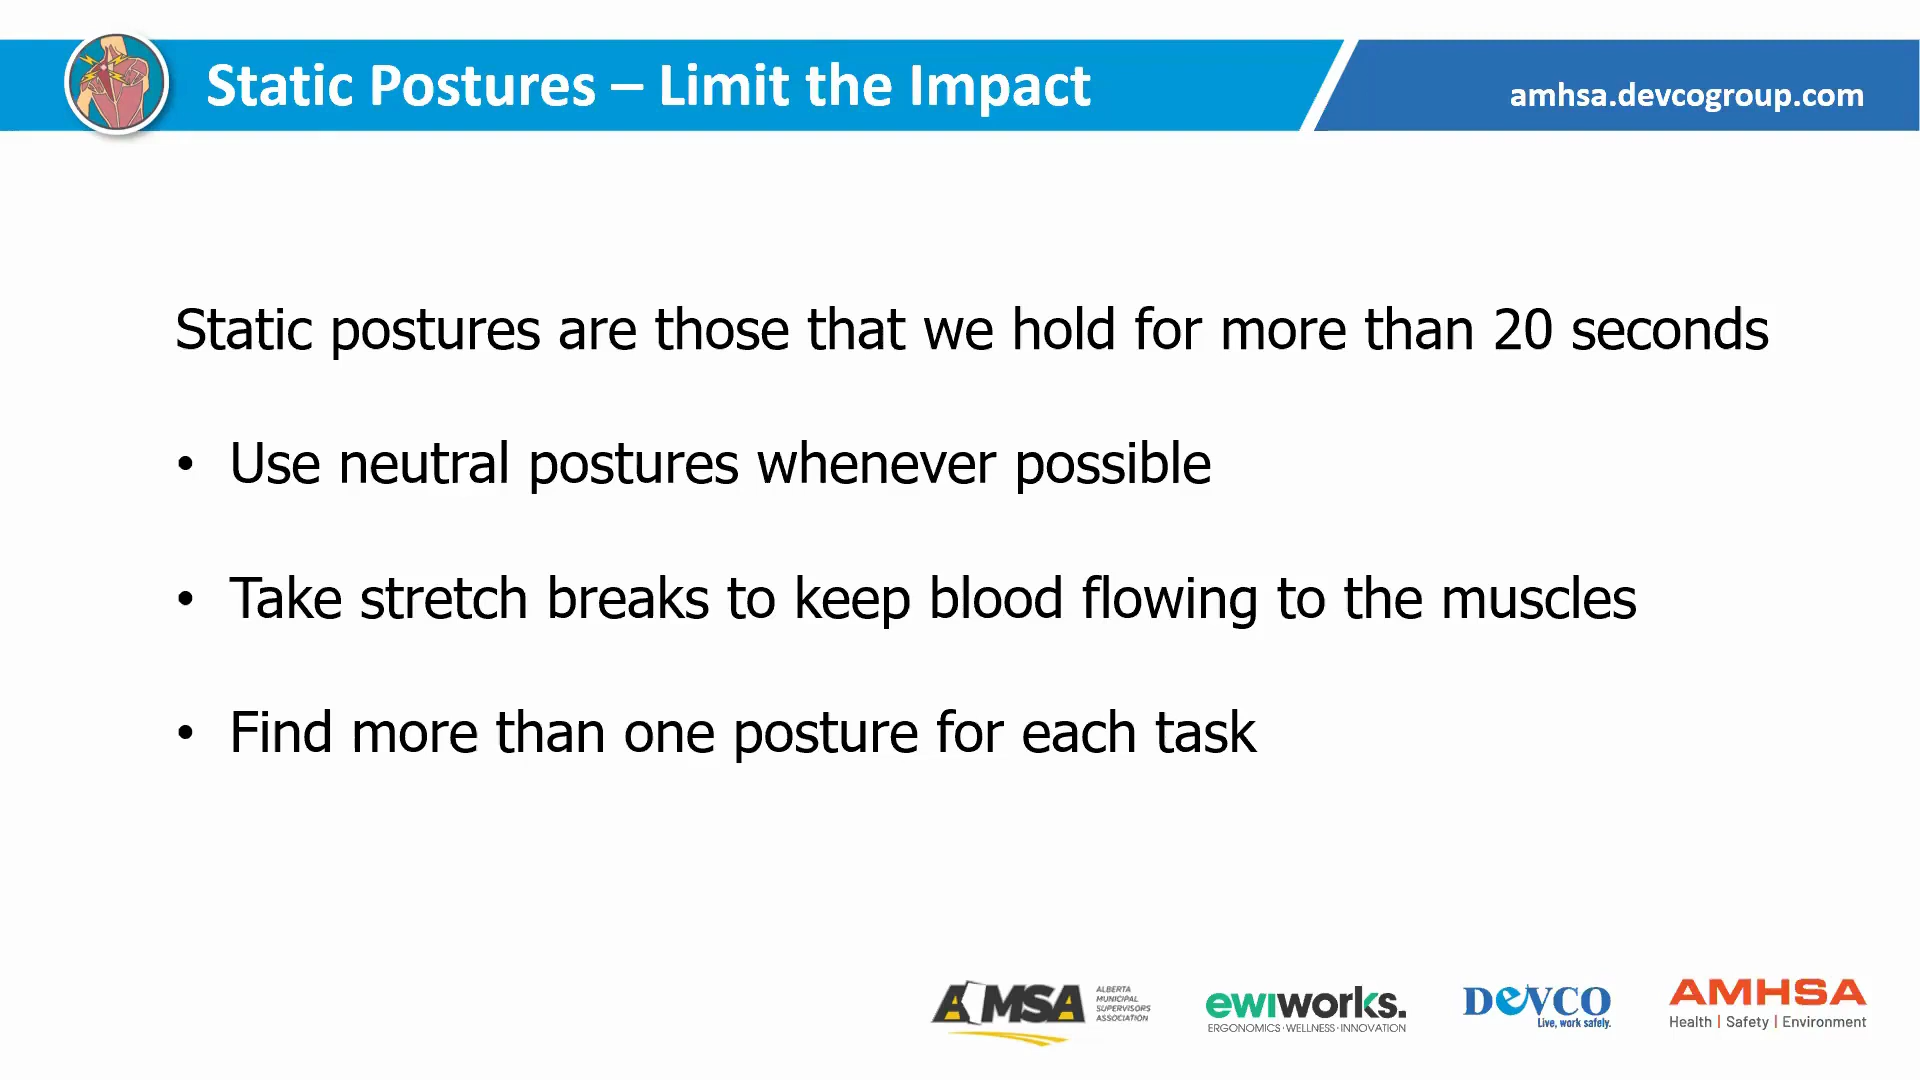 Static Postures – Limit the Impact
amhsa.devcogroup.com
Static postures are those that we hold for more than 20 seconds
• Use neutral postures whenever possible
• Take stretch breaks to keep blood flowing to the muscles
• Find more than one posture for each task
AMSA
ALBERTA
MUNICIPAL
SUPERVISORS
ASSOCIATION
ewiworks.
ERGONOMICS · WELLNESS · INNOVATION
DEVCO
Live, work safely.
AMHSA
Health | Safety | Environment